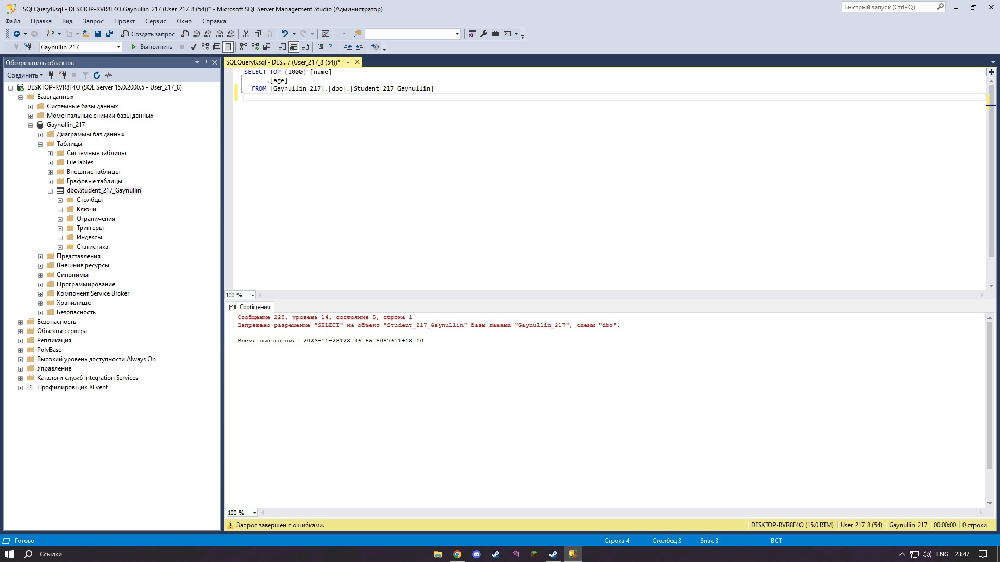 SQLQuery8.sql - DESKTOP-RVR8F4O.Gaynullin_217 (User_217_8 (54))* - Microsoft SQL Server Management Studio (Администратор)
Быстрый запуск (Ctrl+Q)
Файл Правка Вид Запрос Проект Сервис Окно Справка
Создать запрос
MDX DMX XMLA DAX
Gaynullin_217 Выполнить
Обозреватель объектов
SQLQuery8.sql - DES...7 (User_217_8 (54))*
Соединить
DESKTOP-RVR8F4O (SQL Server 15.0.2000.5 - User_217_8)
Базы данных
Системные базы данных
Моментальные снимки базы данных
Gaynullin_217
Диаграммы баз данных
Таблицы
Системные таблицы
FileTables
Внешние таблицы
Графовые таблицы
dbo.Student_217_Gaynullin
Столбцы
Ключи
Ограничения
Триггеры
Индексы
Статистика
Представления
Внешние ресурсы
Синонимы
Программирование
Компонент Service Broker
Хранилище
Безопасность
Безопасность
Объекты сервера
Репликация
PolyBase
Высокий уровень доступности Always On
Управление
Каталоги служб Integration Services
Профилировщик XEvent
SELECT TOP (1000) [name]
,[age]
FROM [Gaynullin_217].[dbo].[Student_217_Gaynullin]
100 %
Сообщения
Сообщение 229, уровень 14, состояние 5, строка 1
Запрещено разрешение "SELECT" на объект "Student_217_Gaynullin" базы данных "Gaynullin_217", схемы "dbo".
Время выполнения: 2023-10-28T23:46:55.8087611+03:00
100 %
Запрос завершен с ошибками. DESKTOP-RVR8F4O (15.0 RTM) User_217_8 (54) Gaynullin_217 00:00:00 0 строки
Готово Строка 4 Столбец 3 Знак 3 ВСТ
Ссылки ENG 23:47